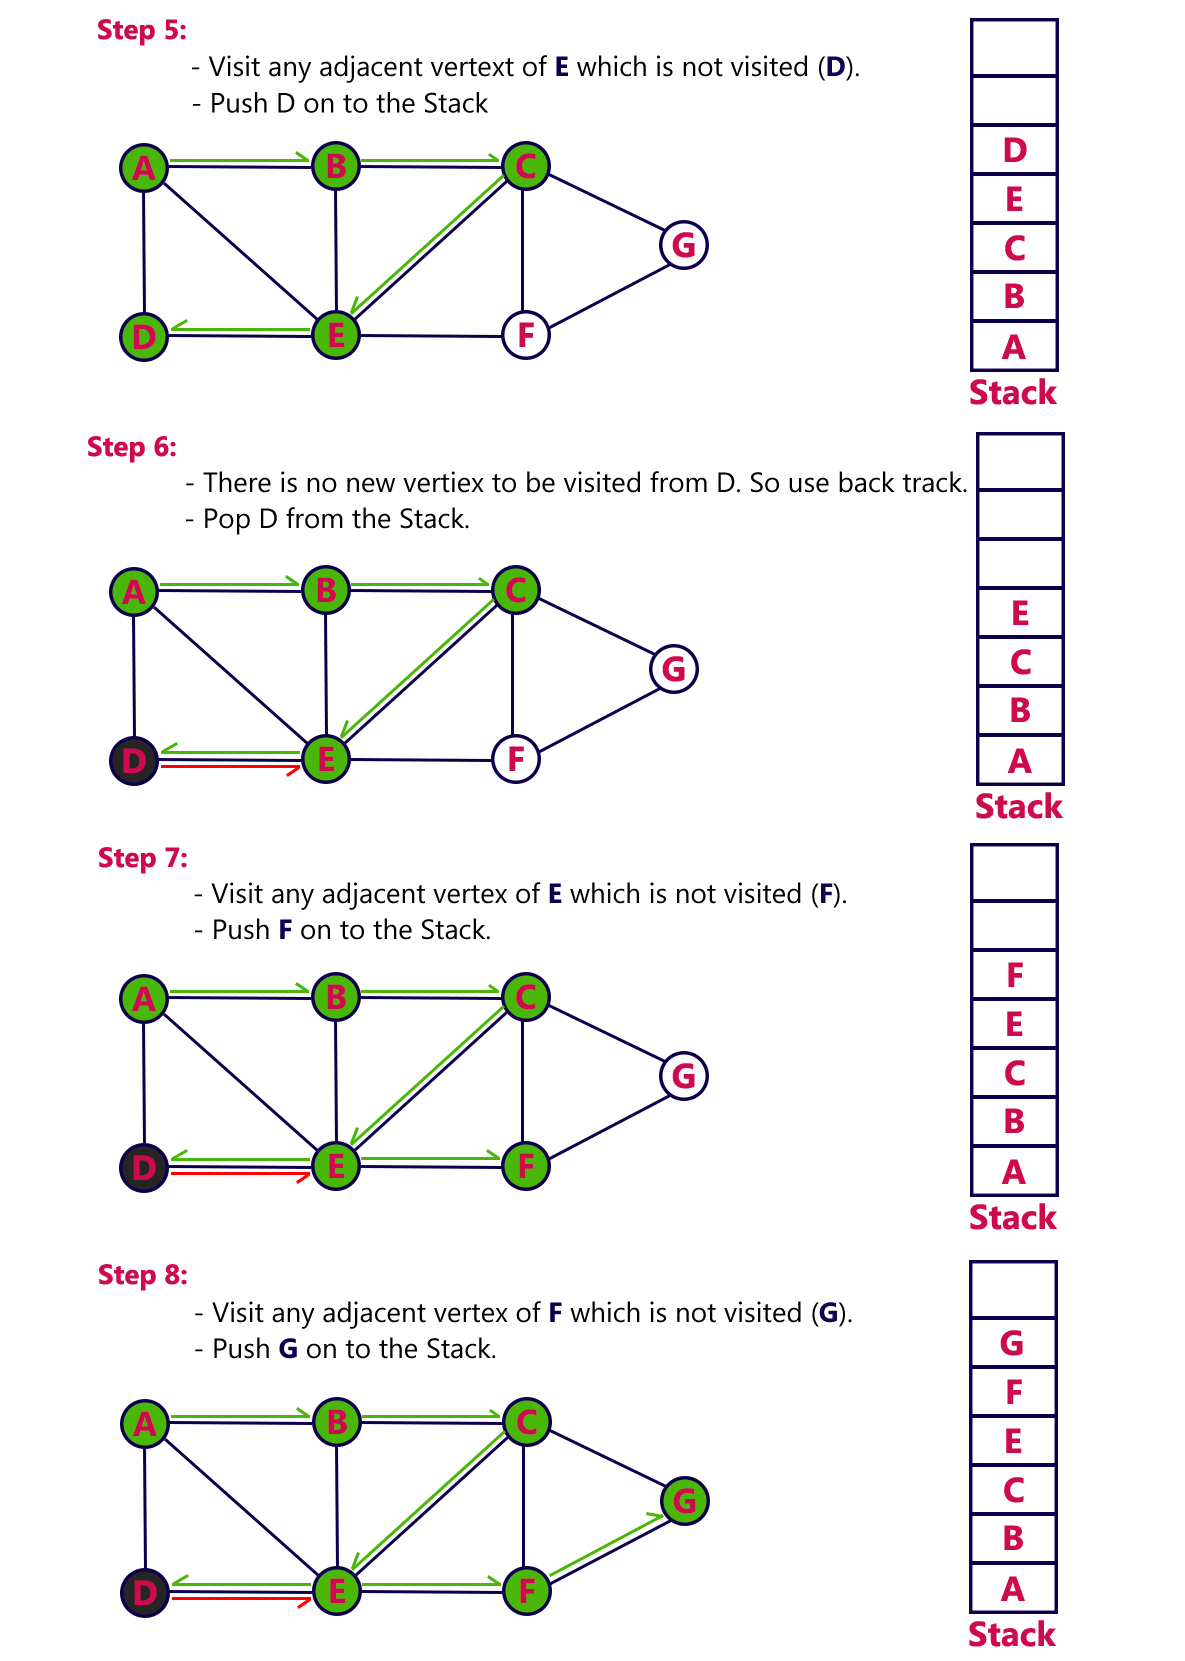 Step 5:
- Visit any adjacent vertext of E which is not visited (D).
- Push D on to the Stack
A B C
G
D E F
D
E
C
B
A
Stack
Step 6:
- There is no new vertiex to be visited from D. So use back track.
- Pop D from the Stack.
A B C
G
D E F
E
C
B
A
Stack
Step 7:
- Visit any adjacent vertex of E which is not visited (F).
- Push F on to the Stack.
A B C
G
D E F
F
E
C
B
A
Stack
Step 8:
- Visit any adjacent vertex of F which is not visited (G).
- Push G on to the Stack.
A B C
G
D E F
G
F
E
C
B
A
Stack